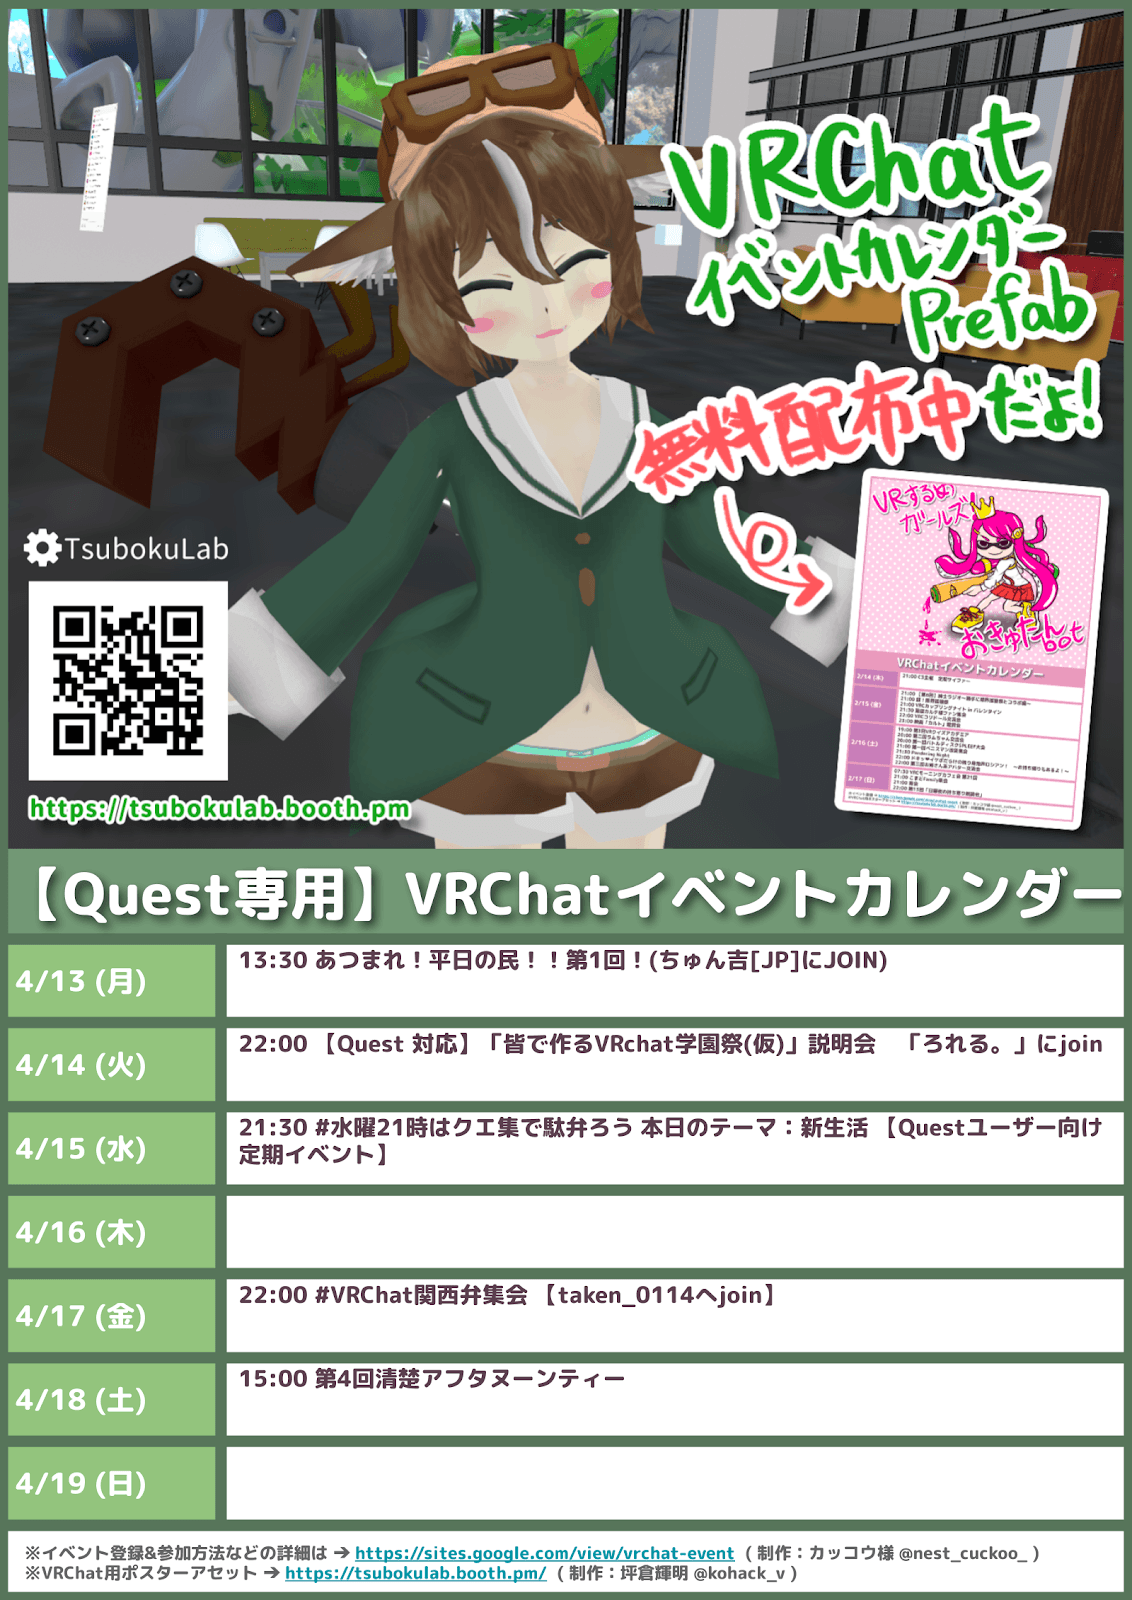 VRChat
イベントカレンダー
Prefab
無料配布中だよ!
TsubokuLab
https://tsubokulab.booth.pm
VRするめ
ガールズ
おきゅたんbot
VRChatイベントカレンダー
2/14 (木)
2/15 (金)
2/16 (土)
2/17 (日)
【Quest専用】VRChatイベントカレンダー
4/13 (月)
13:30 あつまれ！平日の民！！第1回！(ちゅん吉[JP]にJOIN)
4/14 (火)
22:00 【Quest 対応】「皆で作るVRchat学園祭(仮)」説明会　「ろれる。」にjoin
4/15 (水)
21:30 #水曜21時はクエ集で駄弁ろう 本日のテーマ：新生活 【Questユーザー向け
定期イベント】
4/16 (木)
4/17 (金)
22:00 #VRChat関西弁集会 【taken_0114へjoin】
4/18 (土)
15:00 第4回清楚アフタヌーンティー
4/19 (日)
※イベント登録&参加方法などの詳細は → https://sites.google.com/view/vrchat-event ( 制作：カッコウ様 @nest_cuckoo_ )
※VRChat用ポスターアセット → https://tsubokulab.booth.pm/ ( 制作：坪倉輝明 @kohack_v )